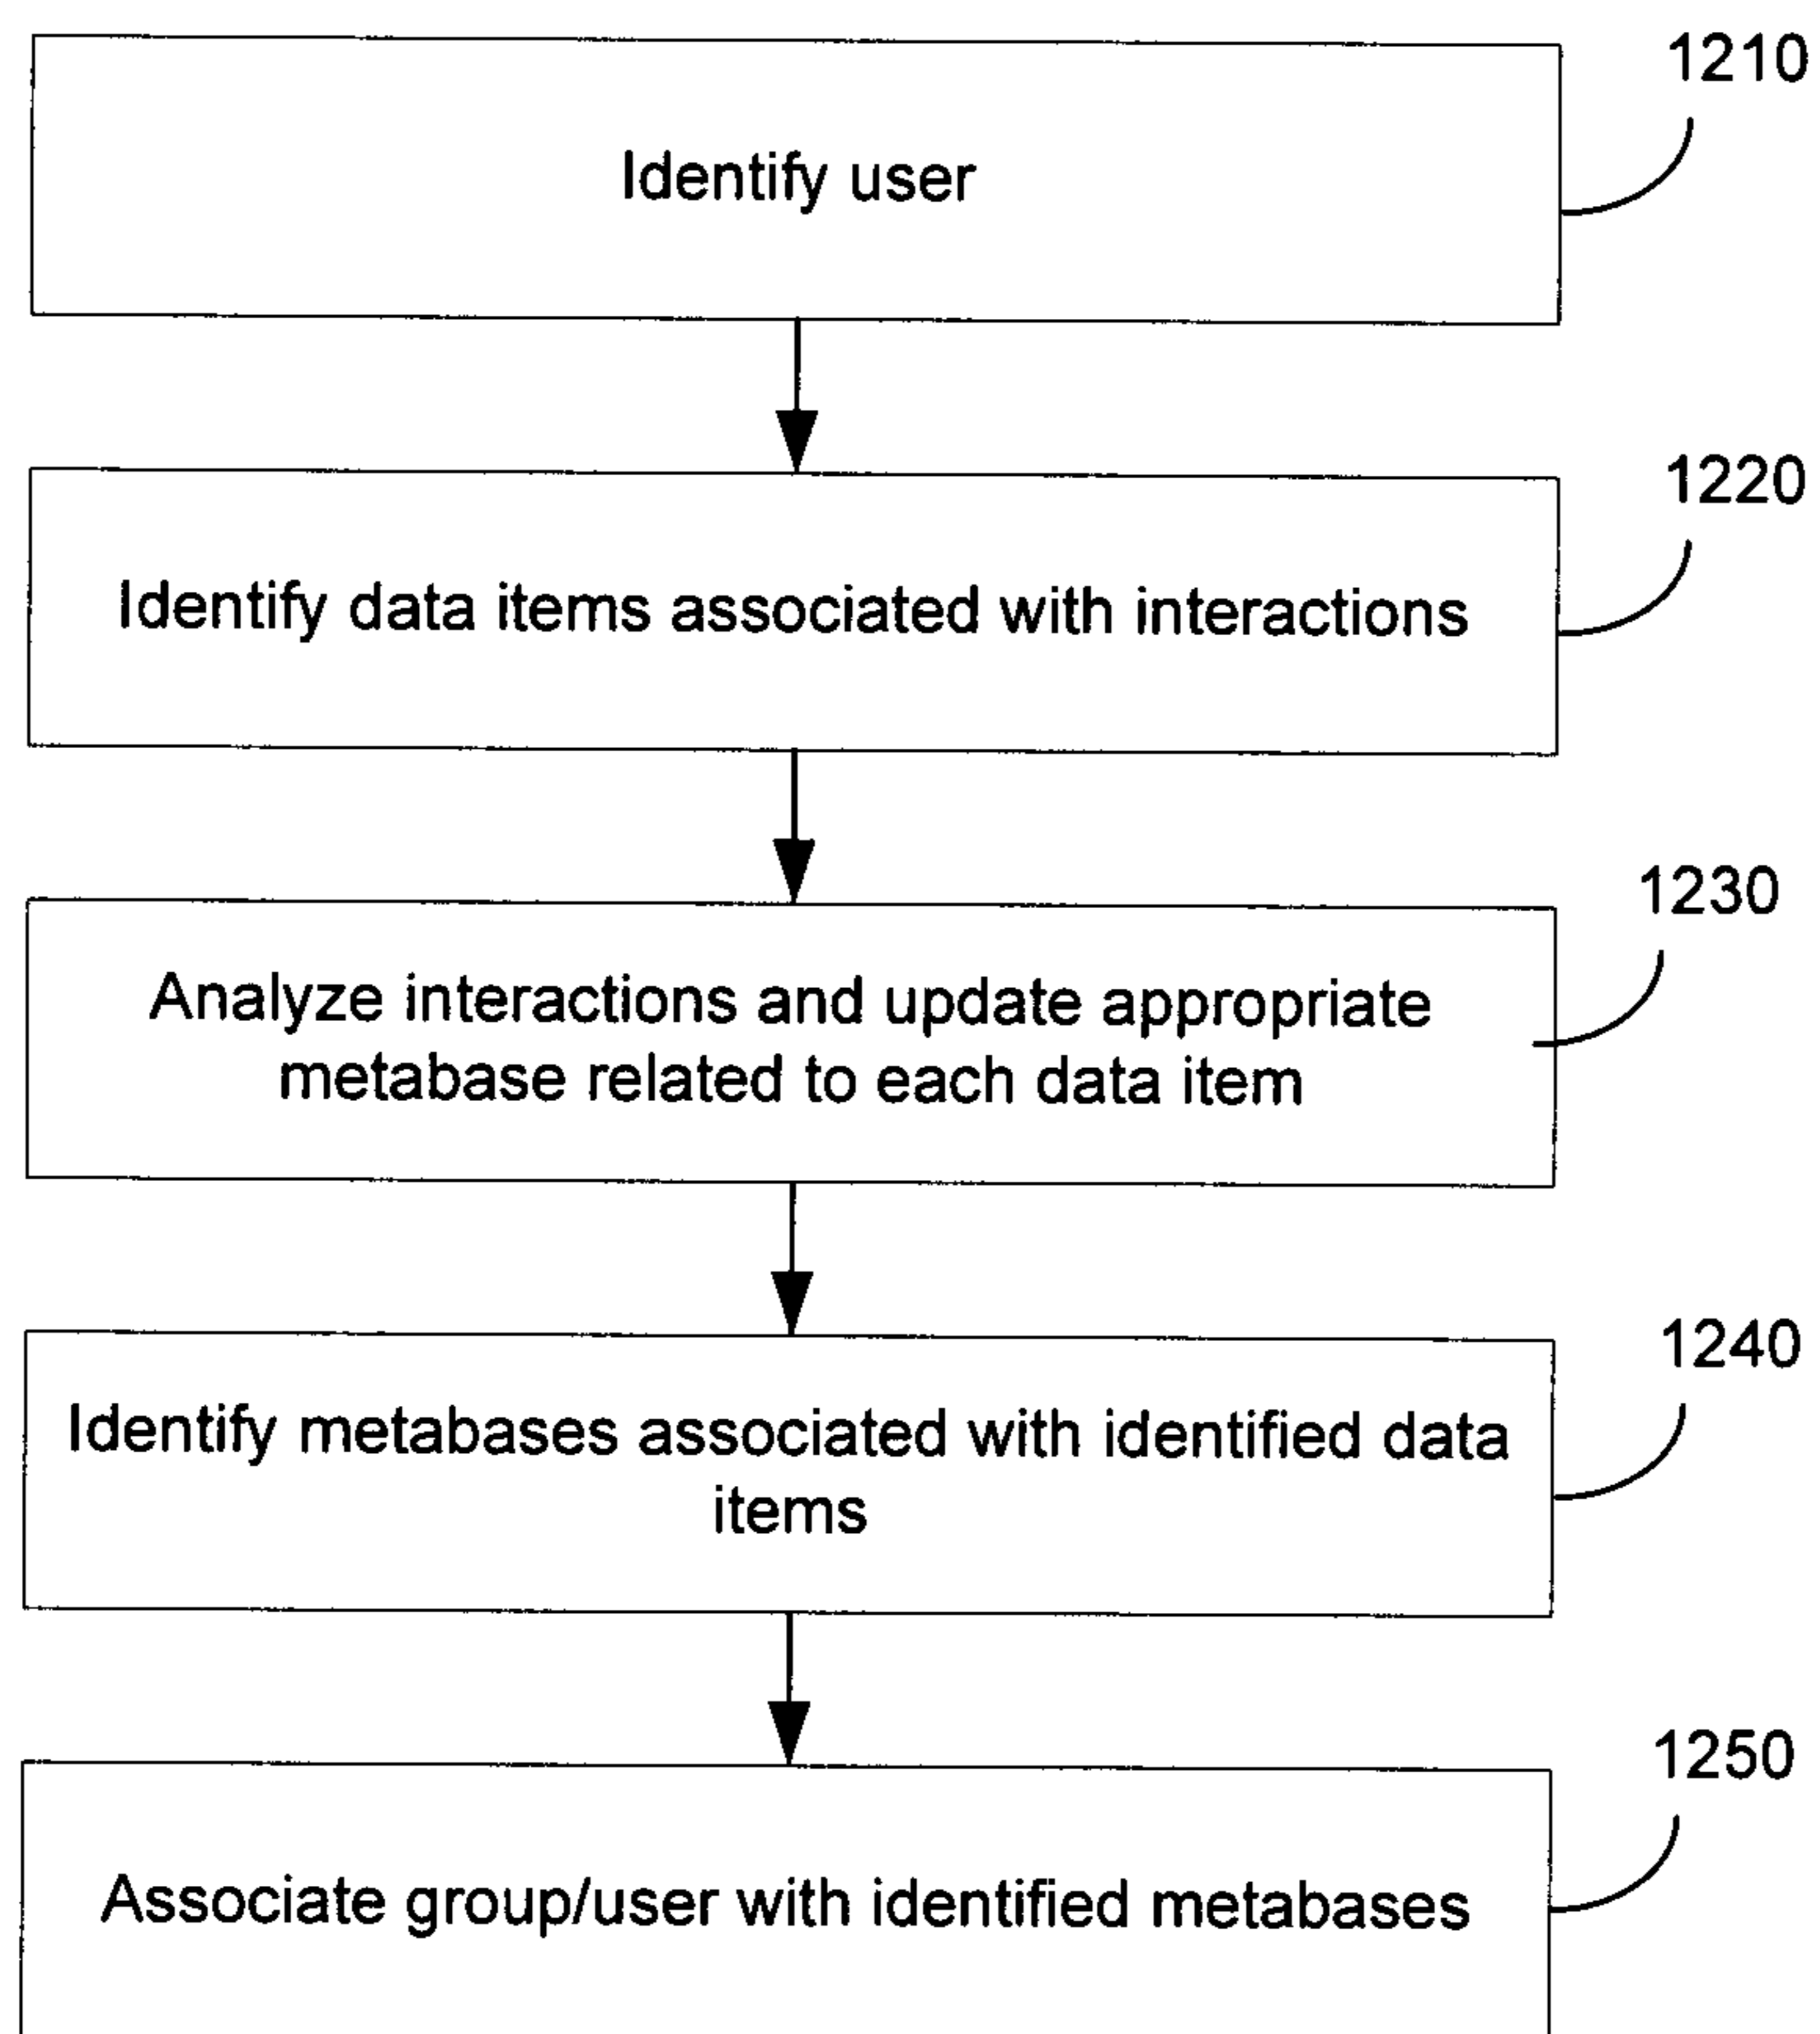 1210
Identify user
1220
Identify data items associated with interactions
1230
Analyze interactions and update appropriate
metabase related to each data item
1240
Identify metabases associated with identified data
items
1250
Associate group/user with identified metabases